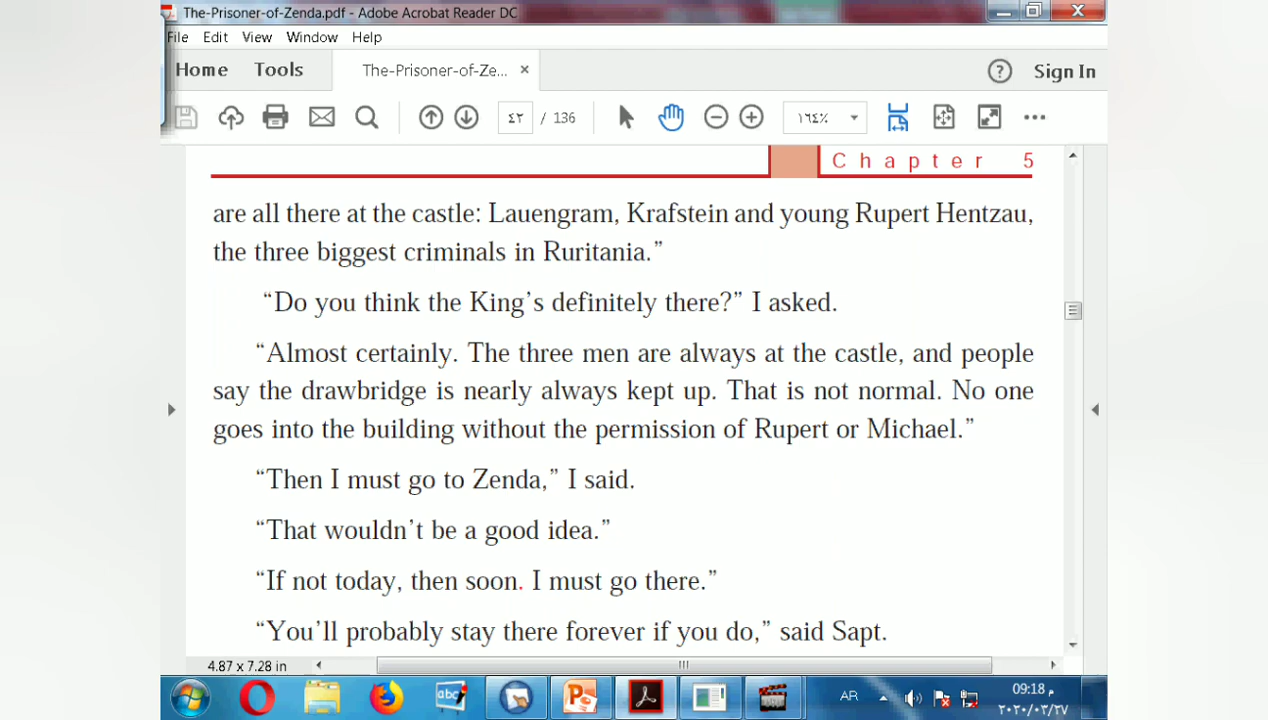 The-Prisoner-of-Zenda.pdf - Adobe Acrobat Reader DC
File Edit View Window Help
Home Tools The-Prisoner-of-Ze... × ? Sign In
٤٣ / 136 ١٦٤٪
Chapter 5
are all there at the castle: Lauengram, Krafstein and young Rupert Hentzau,
the three biggest criminals in Ruritania.”
“Do you think the King’s definitely there?” I asked.
“Almost certainly. The three men are always at the castle, and people
say the drawbridge is nearly always kept up. That is not normal. No one
goes into the building without the permission of Rupert or Michael.”
“Then I must go to Zenda,” I said.
“That wouldn’t be a good idea.”
“If not today, then soon. I must go there.”
“You’ll probably stay there forever if you do,” said Sapt.
4.87 x 7.28 in
abc AR 09:18 م
٢٠٢٠/٠٣/٢٧